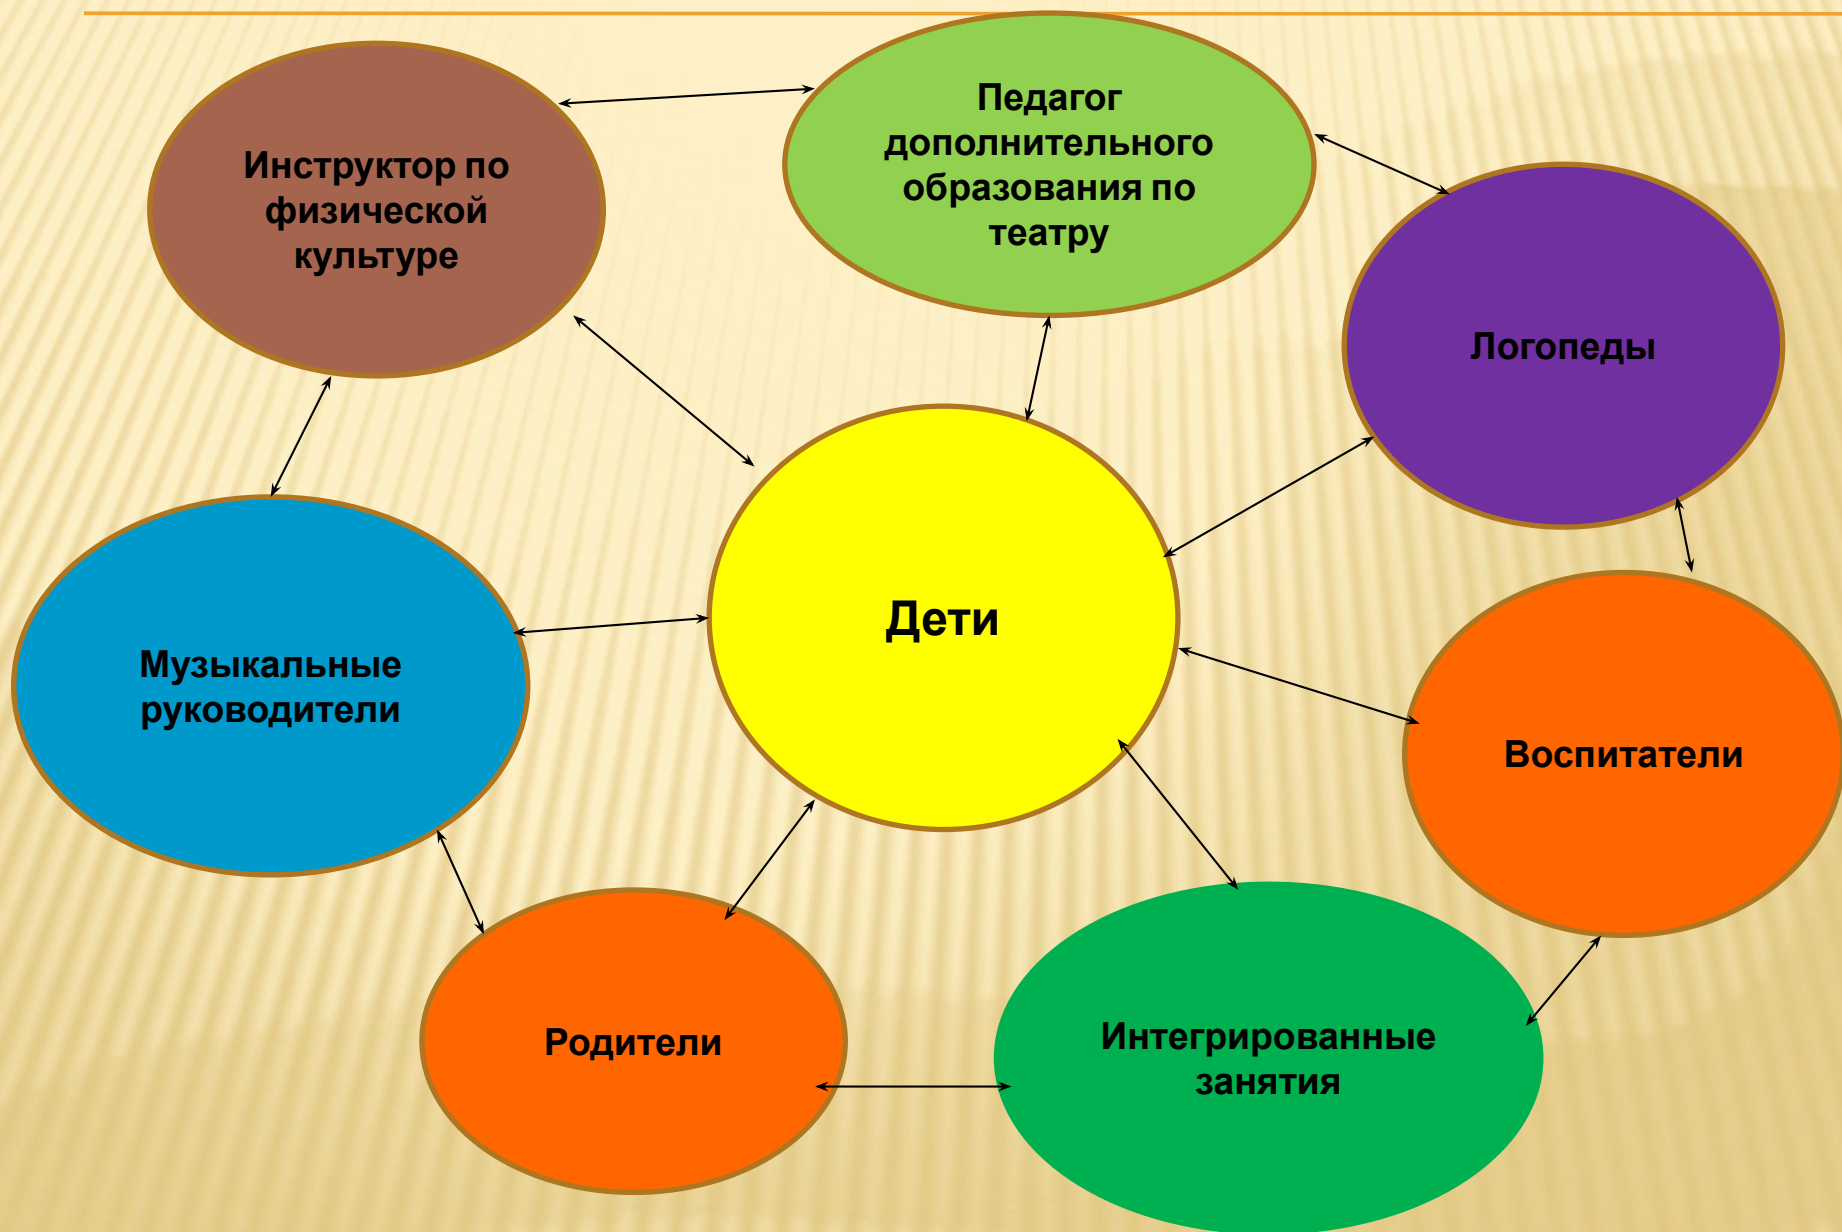 Инструктор по
физической
культуре
Педагог
дополнительного
образования по
театру
Логопеды
Дети
Музыкальные
руководители
Воспитатели
Родители
Интегрированные
занятия